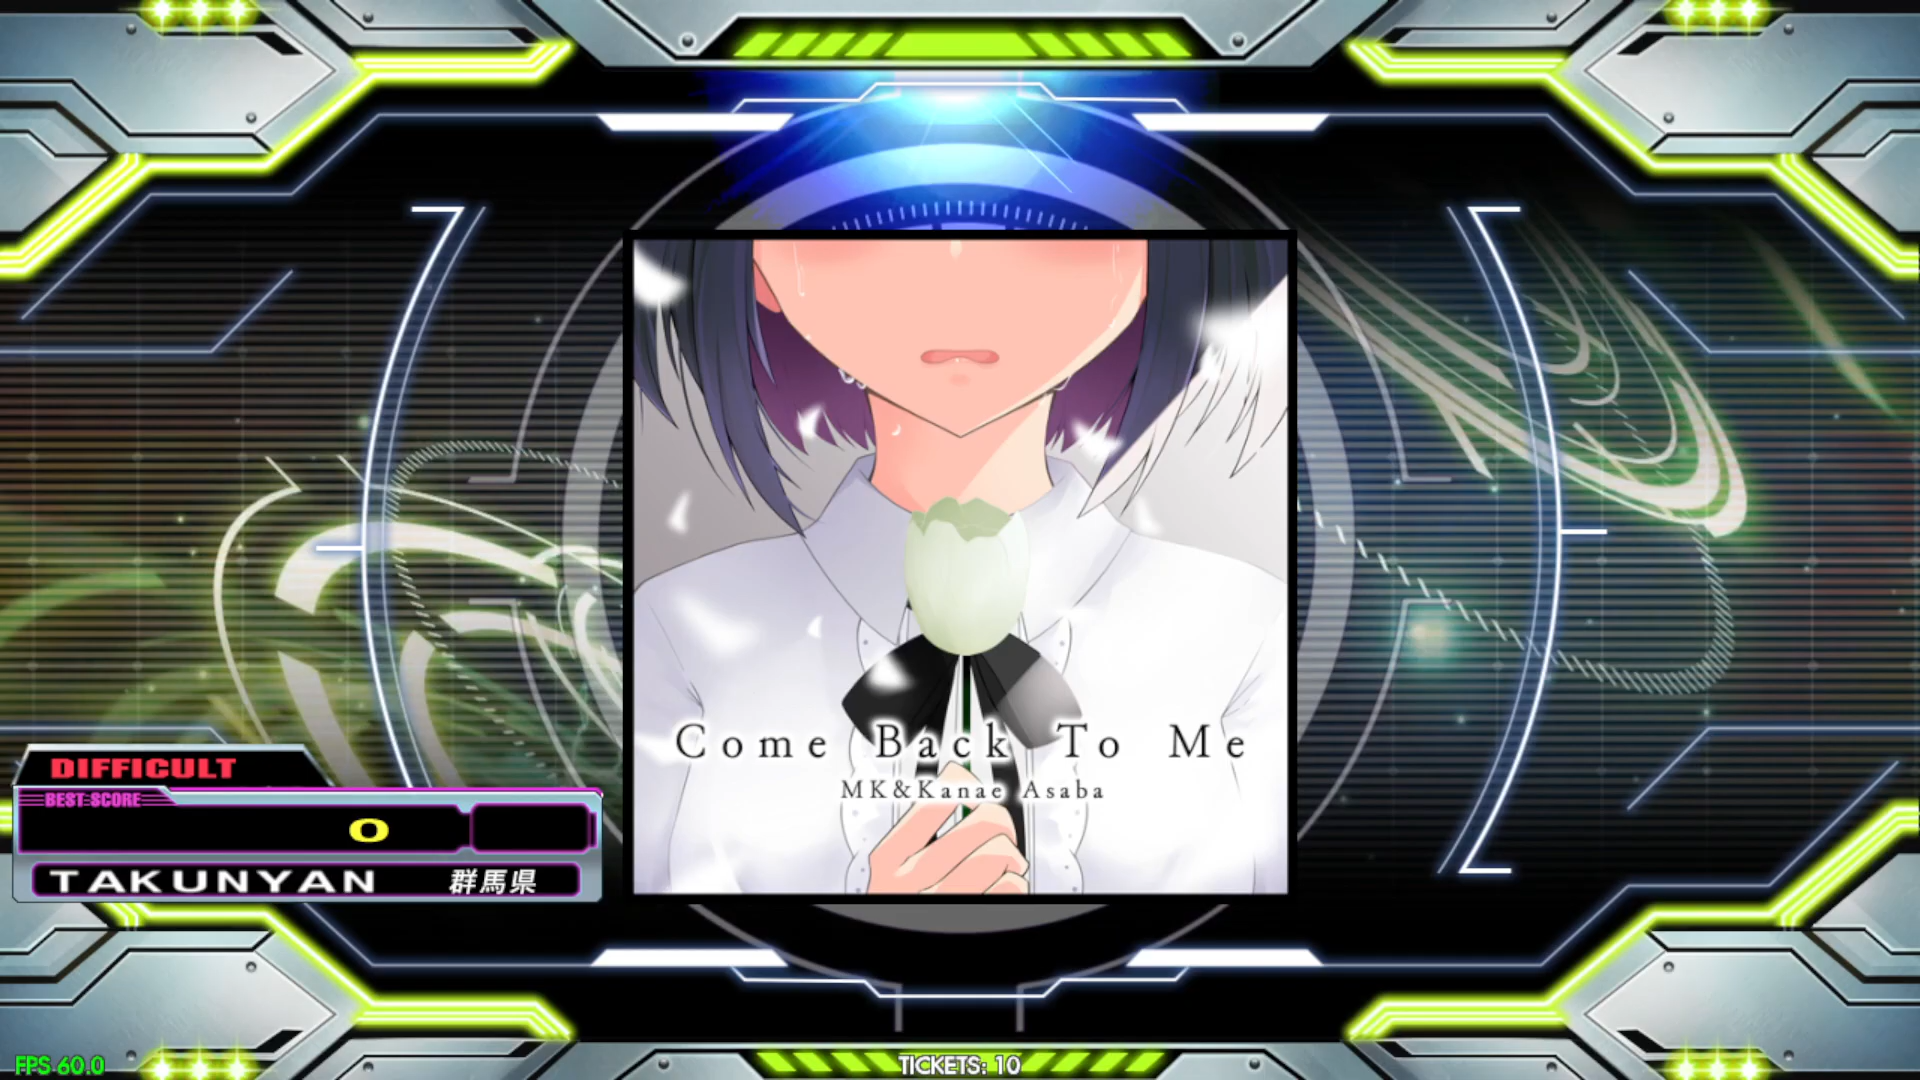 Come Back To Me
MK&Kanae Asaba
DIFFICULT
BEST SCORE
0
TAKUNYAN 群馬県
FPS 60.0
TICKETS: 10